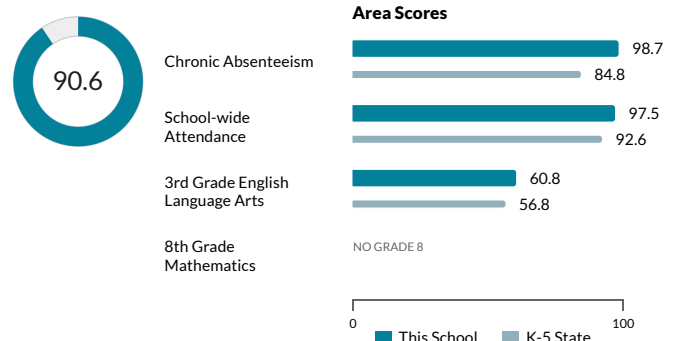 Area Scores
90.6
Chronic Absenteeism
98.7
84.8
School-wide
Attendance
97.5
92.6
3rd Grade English
Language Arts
60.8
56.8
8th Grade
Mathematics
NO GRADE 8
0 100
This School K-5 State